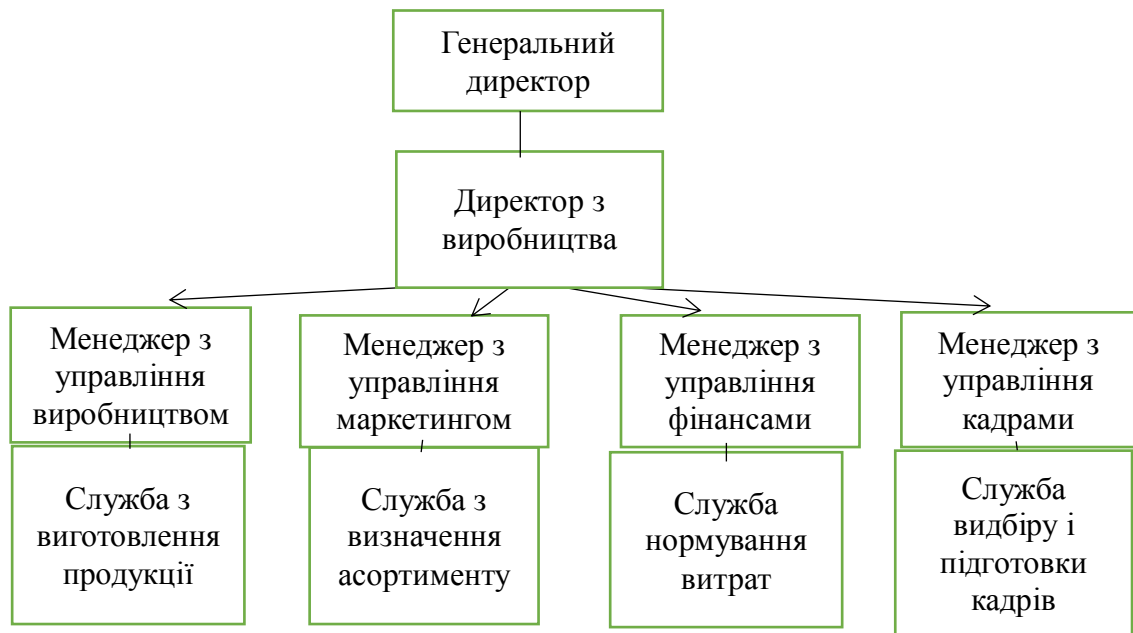 Генеральний
директор
Директор з
виробництва
Менеджер з
управління
виробництвом
Менеджер з
управління
маркетингом
Менеджер з
управління
фінансами
Менеджер з
управління
кадрами
Служба з
виготовлення
продукції
Служба з
визначення
асортименту
Служба
нормування
витрат
Служба
видбіру і
підготовки
кадрів